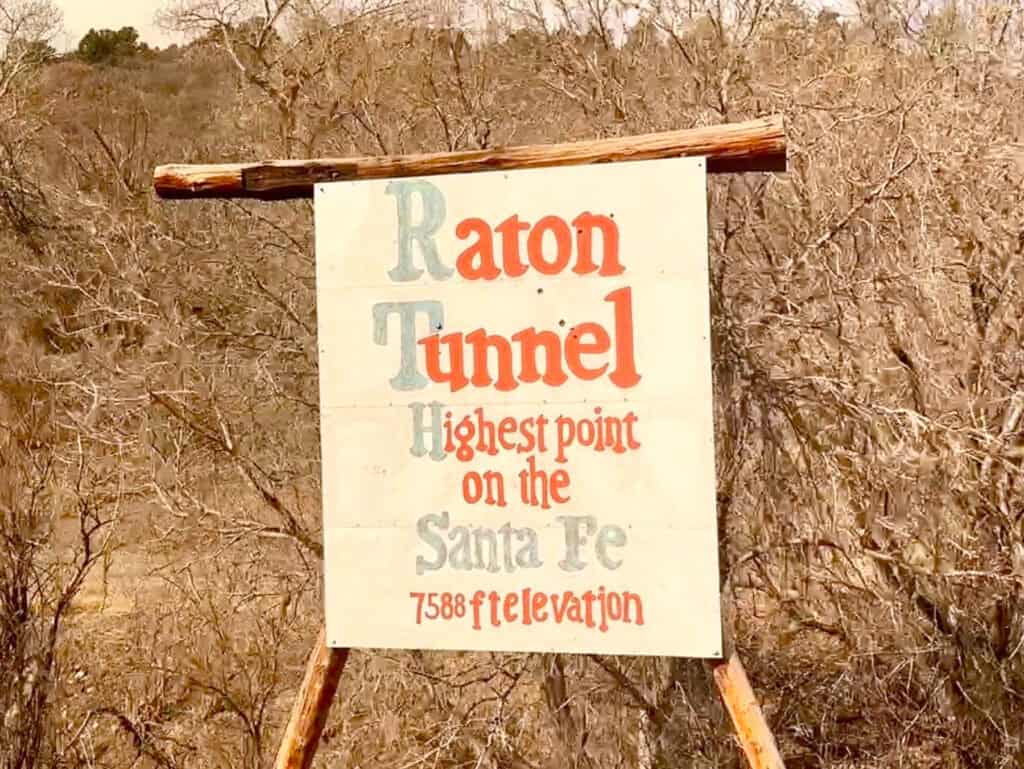 Raton
Tunnel
Highest point
on the
Santa Fe
7588 ft elevation